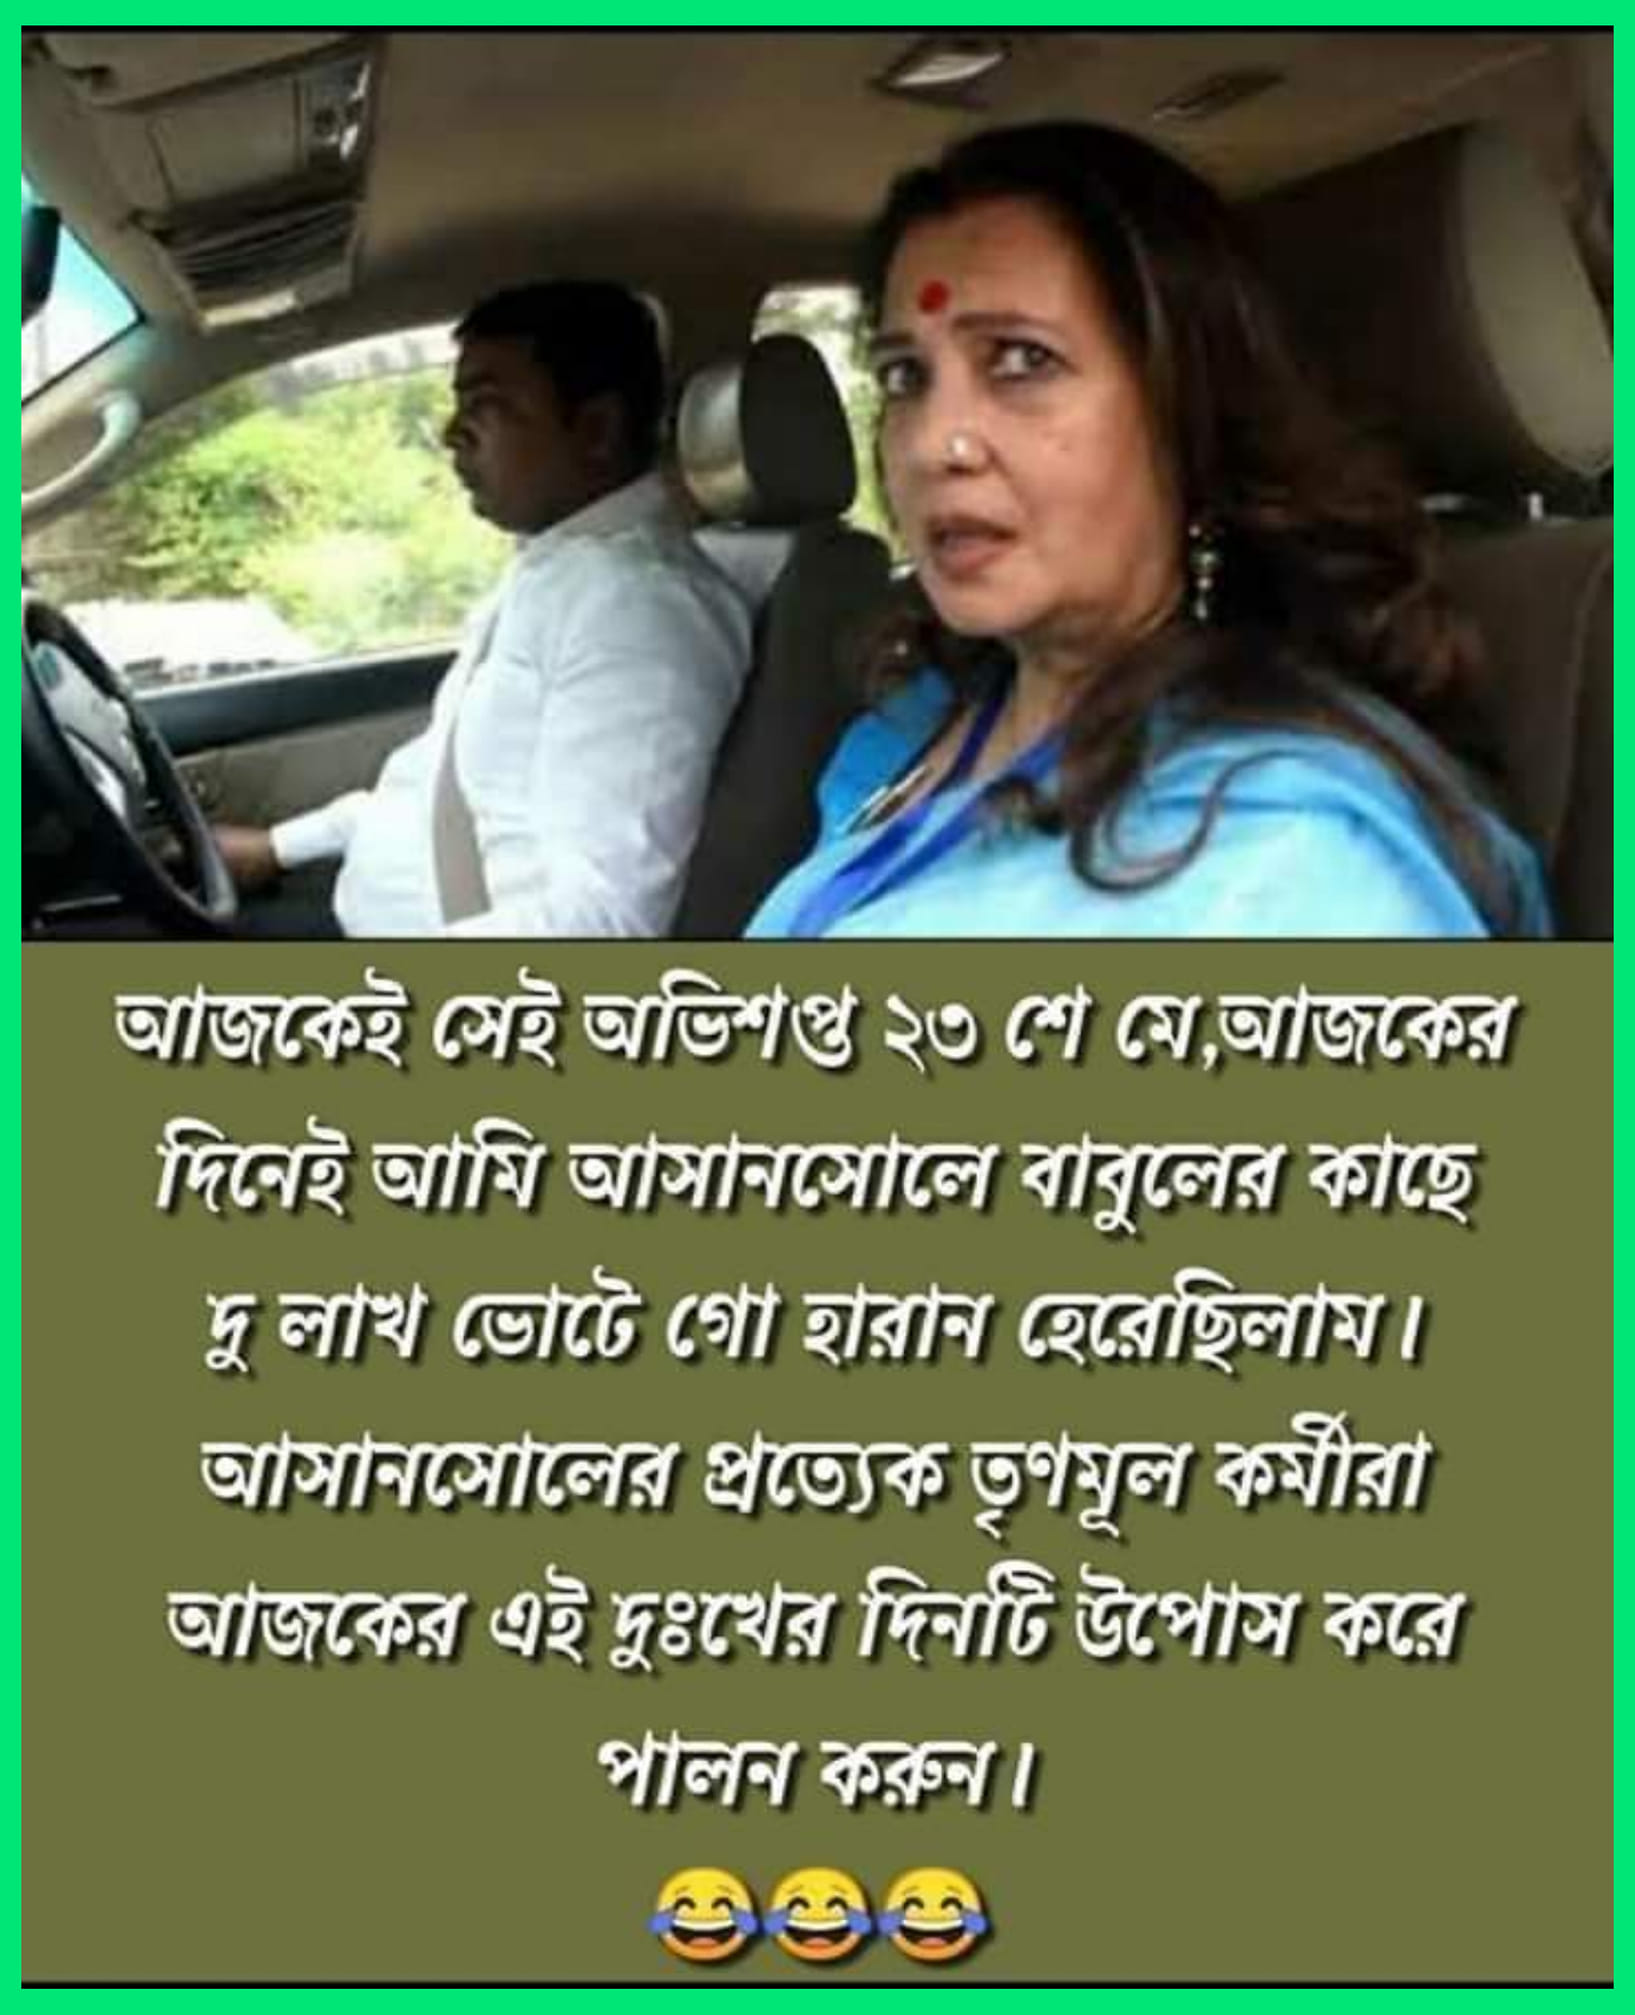 আজকেই সেই অভিশপ্ত ২৩ শে মে,আজকের
দিনেই আমি আসানসোলে বাবুলের কাছে
দু লাখ ভোটে গো হারান হেরেছিলাম।
আসানসোলের প্রত্যেক তৃণমূল কর্মীরা
আজকের এই দুঃখের দিনটি উপোস করে
পালন করুন।
😂😂😂